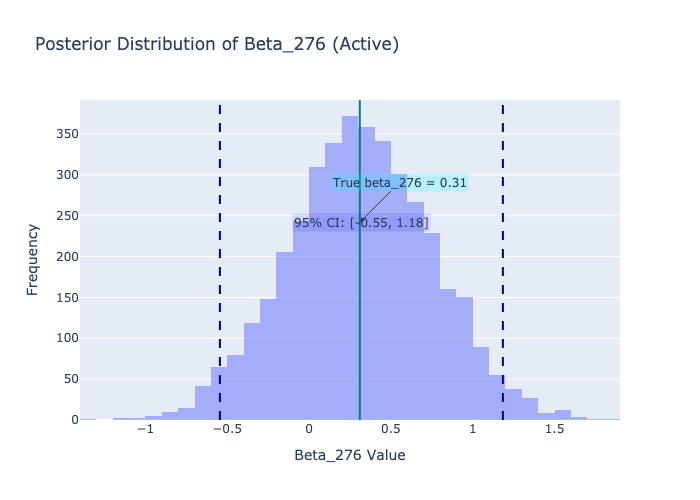 Posterior Distribution of Beta_276 (Active)
350
300
250
200
150
100
50
0
True beta_276 = 0.31
95% CI: [-0.55, 1.18]
Frequency
−1
−0.5
0
0.5
1
1.5
Beta_276 Value